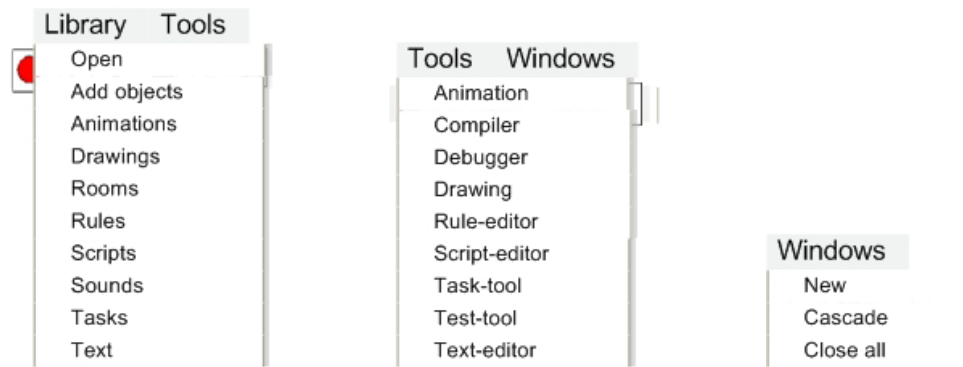 Library Tools
Open
Add objects
Animations
Drawings
Rooms
Rules
Scripts
Sounds
Tasks
Text
Tools Windows
Animation
Compiler
Debugger
Drawing
Rule-editor
Script-editor
Task-tool
Test-tool
Text-editor
Windows
New
Cascade
Close all